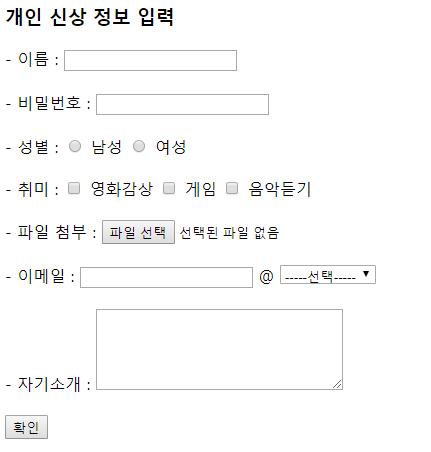 개인 신상 정보 입력
- 이름 :
- 비밀번호 :
- 성별 : 남성 여성
- 취미 : 영화감상 게임 음악듣기
- 파일 첨부 : 파일 선택 선택된 파일 없음
- 이메일 : @ -----선택-----
- 자기소개 :
확인